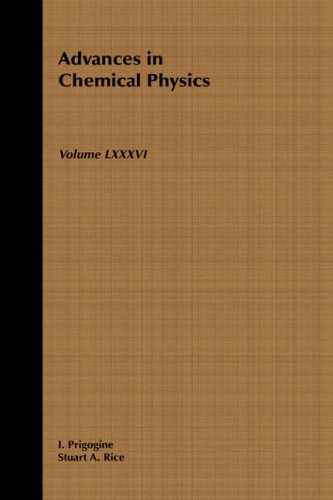 Advances in
Chemical Physics
Volume LXXXVI
I. Prigogine
Stuart A. Rice